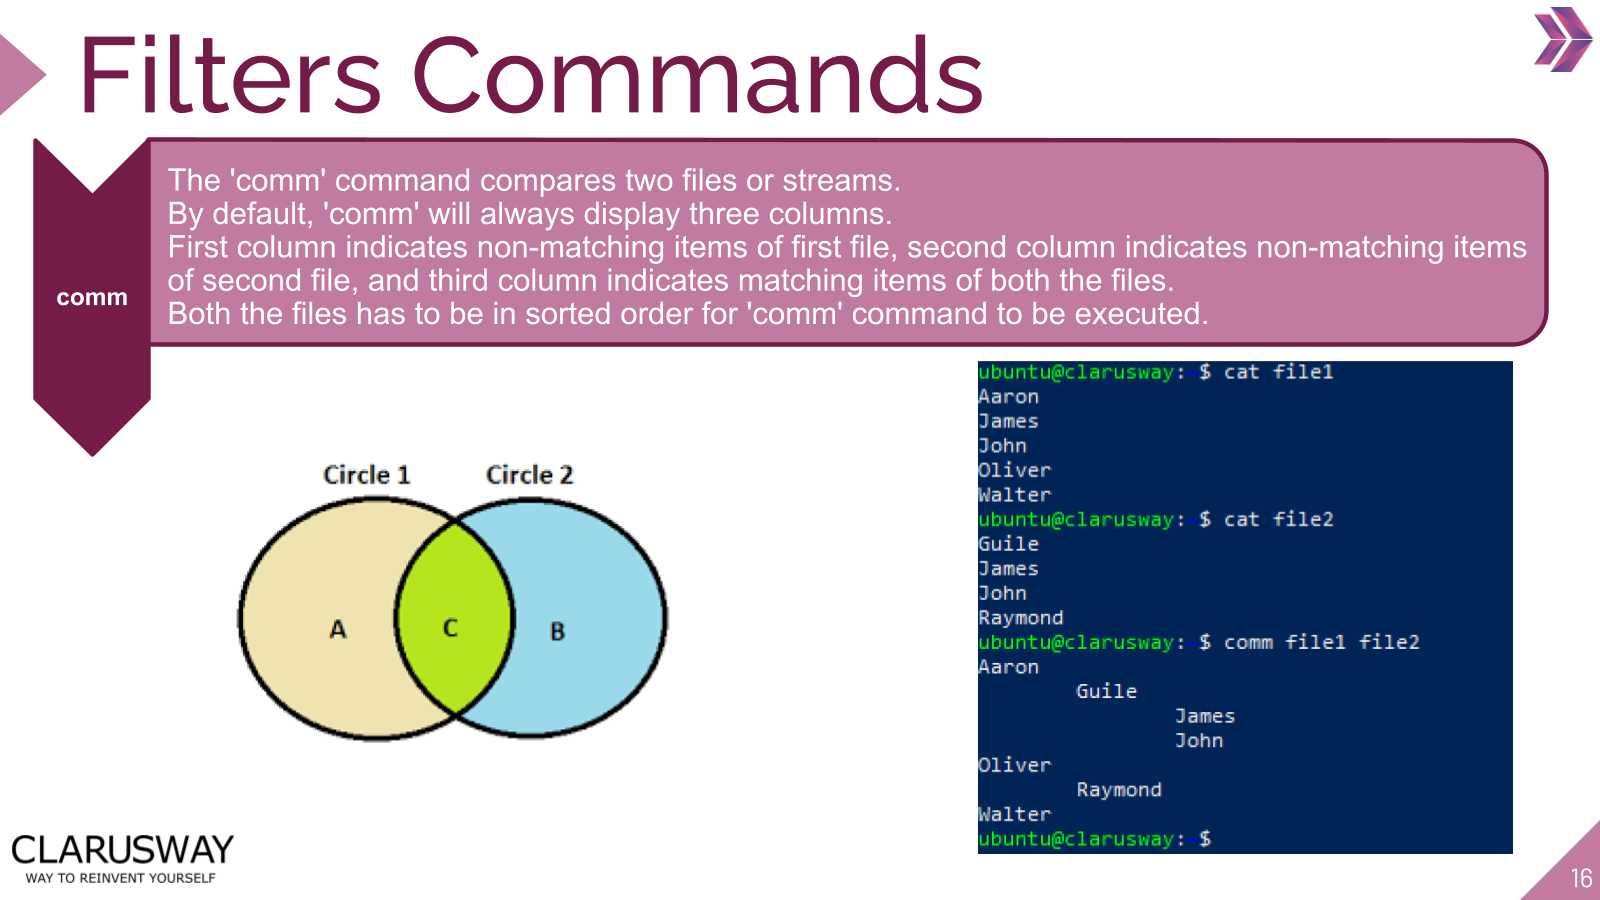 Filters Commands
comm
The 'comm' command compares two files or streams.
By default, 'comm' will always display three columns.
First column indicates non-matching items of first file, second column indicates non-matching items
of second file, and third column indicates matching items of both the files.
Both the files has to be in sorted order for 'comm' command to be executed.
Circle 1 Circle 2
A C B
ubuntu@clarusway:~$ cat file1
Aaron
James
John
Oliver
Walter
ubuntu@clarusway:~$ cat file2
Guile
James
John
Raymond
ubuntu@clarusway:~$ comm file1 file2
Aaron
        Guile
                James
                John
Oliver
        Raymond
Walter
ubuntu@clarusway:~$
CLARUSWAY
WAY TO REINVENT YOURSELF
16